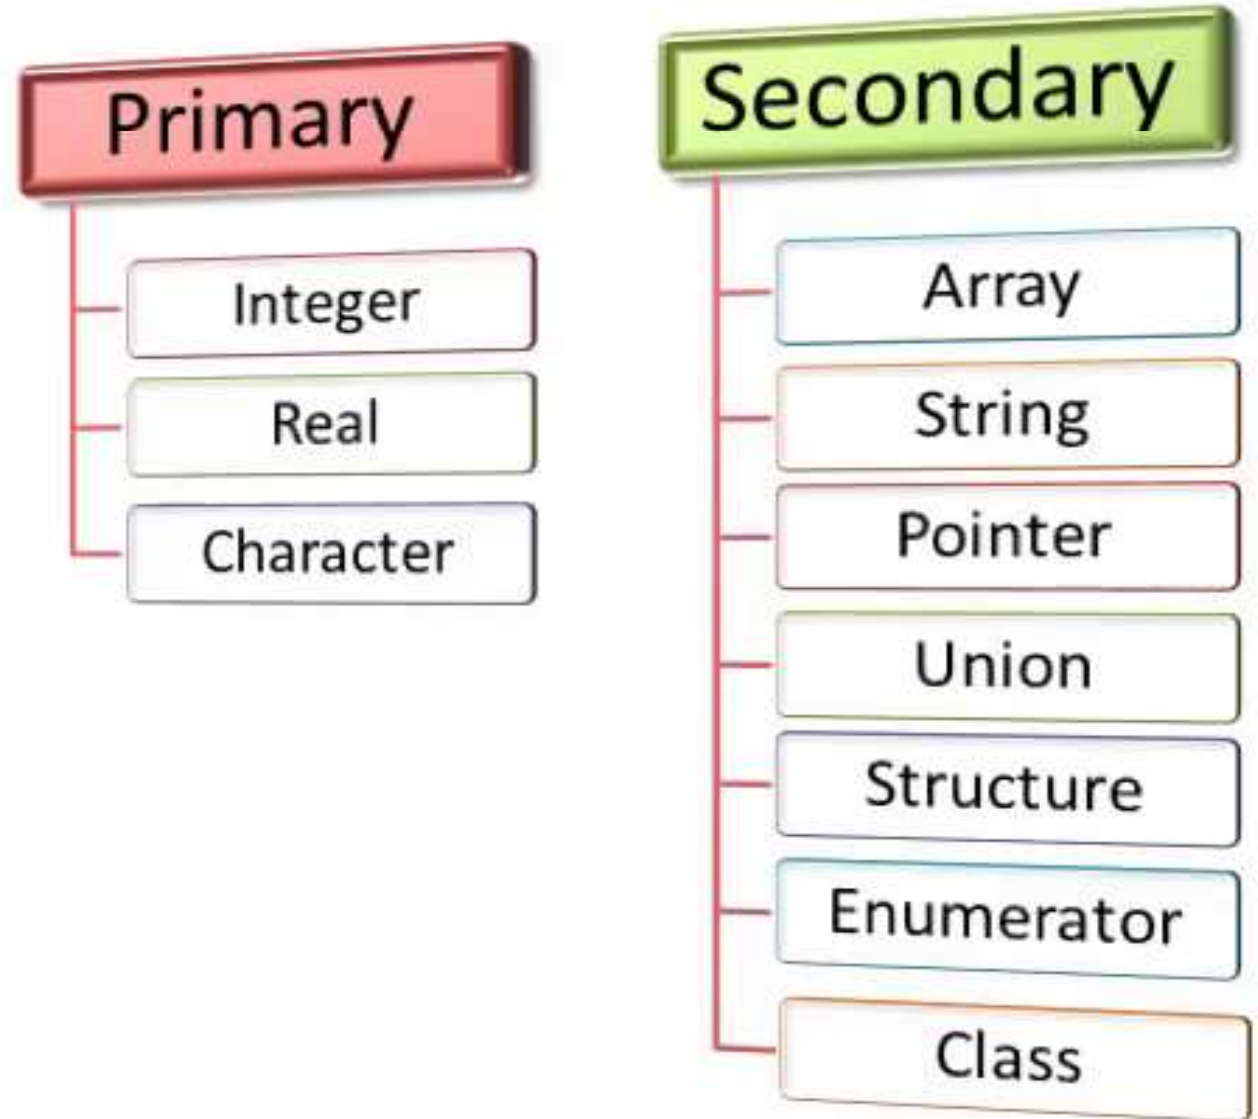 Primary
Integer
Real
Character
Secondary
Array
String
Pointer
Union
Structure
Enumerator
Class